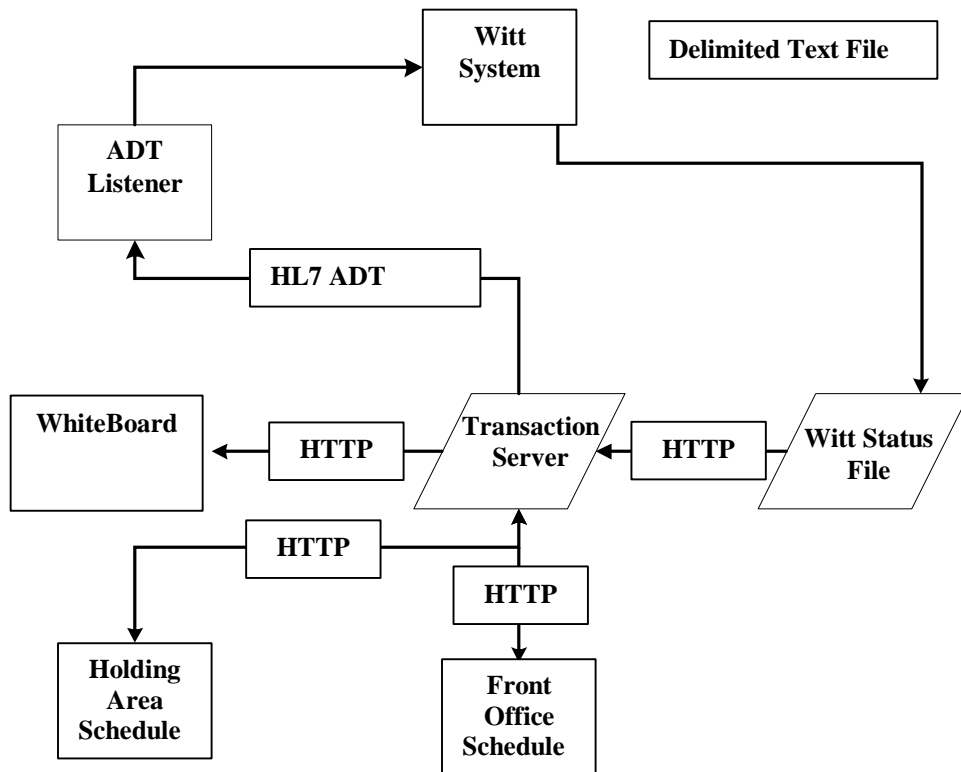 Witt
System
Delimited Text File
ADT
Listener
HL7 ADT
WhiteBoard
HTTP
Transaction
Server
HTTP
Witt Status
File
HTTP
HTTP
Holding
Area
Schedule
Front
Office
Schedule